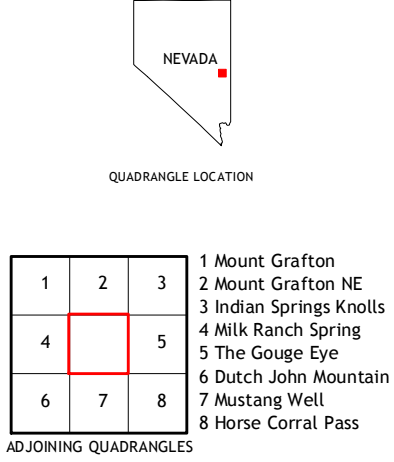 NEVADA
QUADRANGLE LOCATION
1 2 3
4 5
6 7 8
1 Mount Grafton
2 Mount Grafton NE
3 Indian Springs Knolls
4 Milk Ranch Spring
5 The Gouge Eye
6 Dutch John Mountain
7 Mustang Well
8 Horse Corral Pass
ADJOINING QUADRANGLES